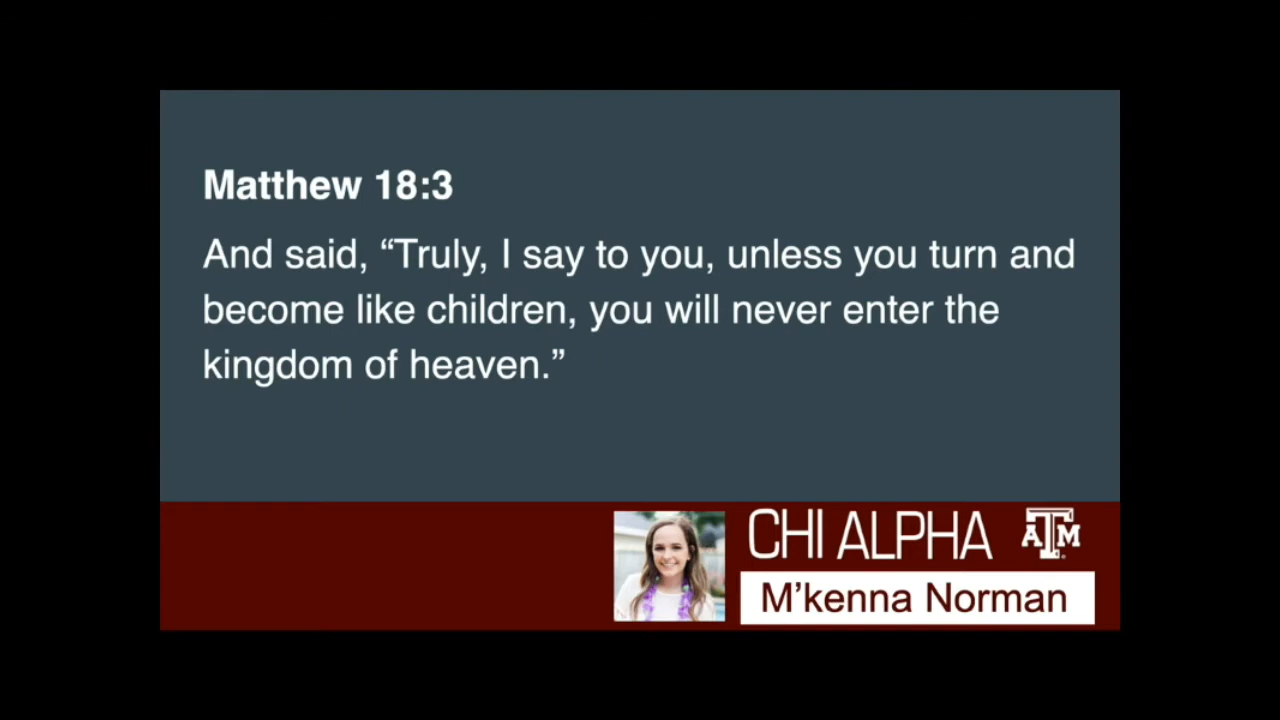 Matthew 18:3
And said, “Truly, I say to you, unless you turn and
become like children, you will never enter the
kingdom of heaven.”
CHI ALPHA ATM
M’kenna Norman